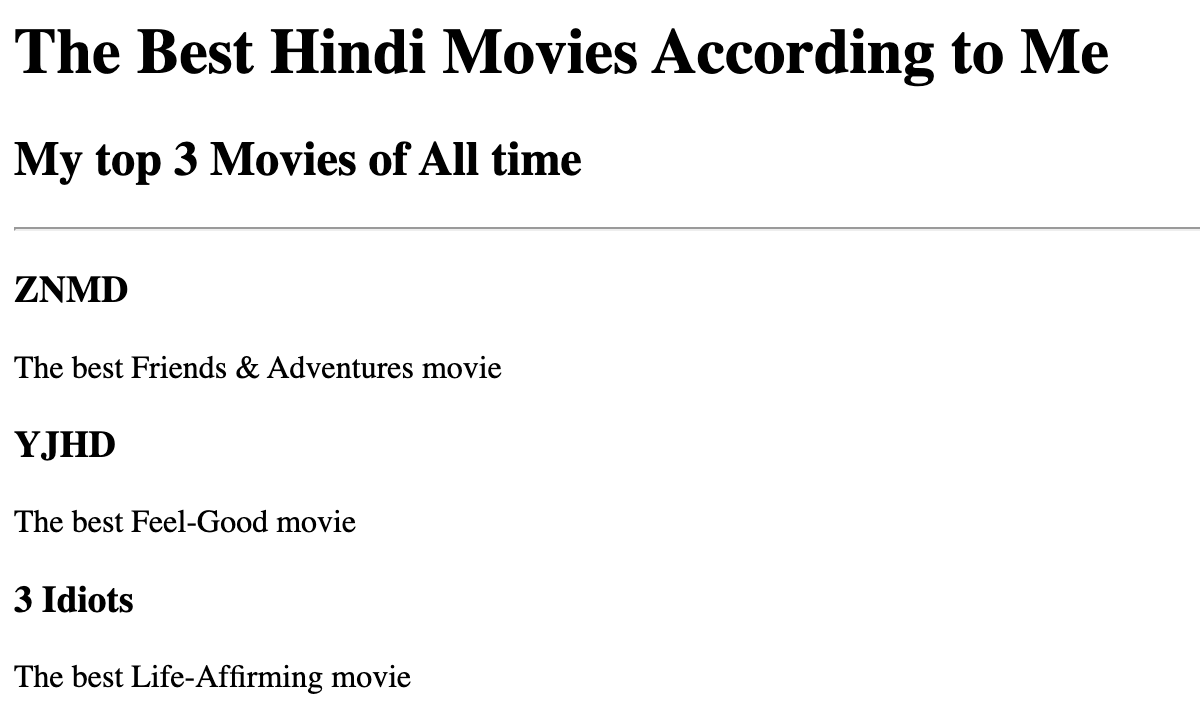 The Best Hindi Movies According to Me
My top 3 Movies of All time
ZNMD
The best Friends & Adventures movie
YJHD
The best Feel-Good movie
3 Idiots
The best Life-Affirming movie